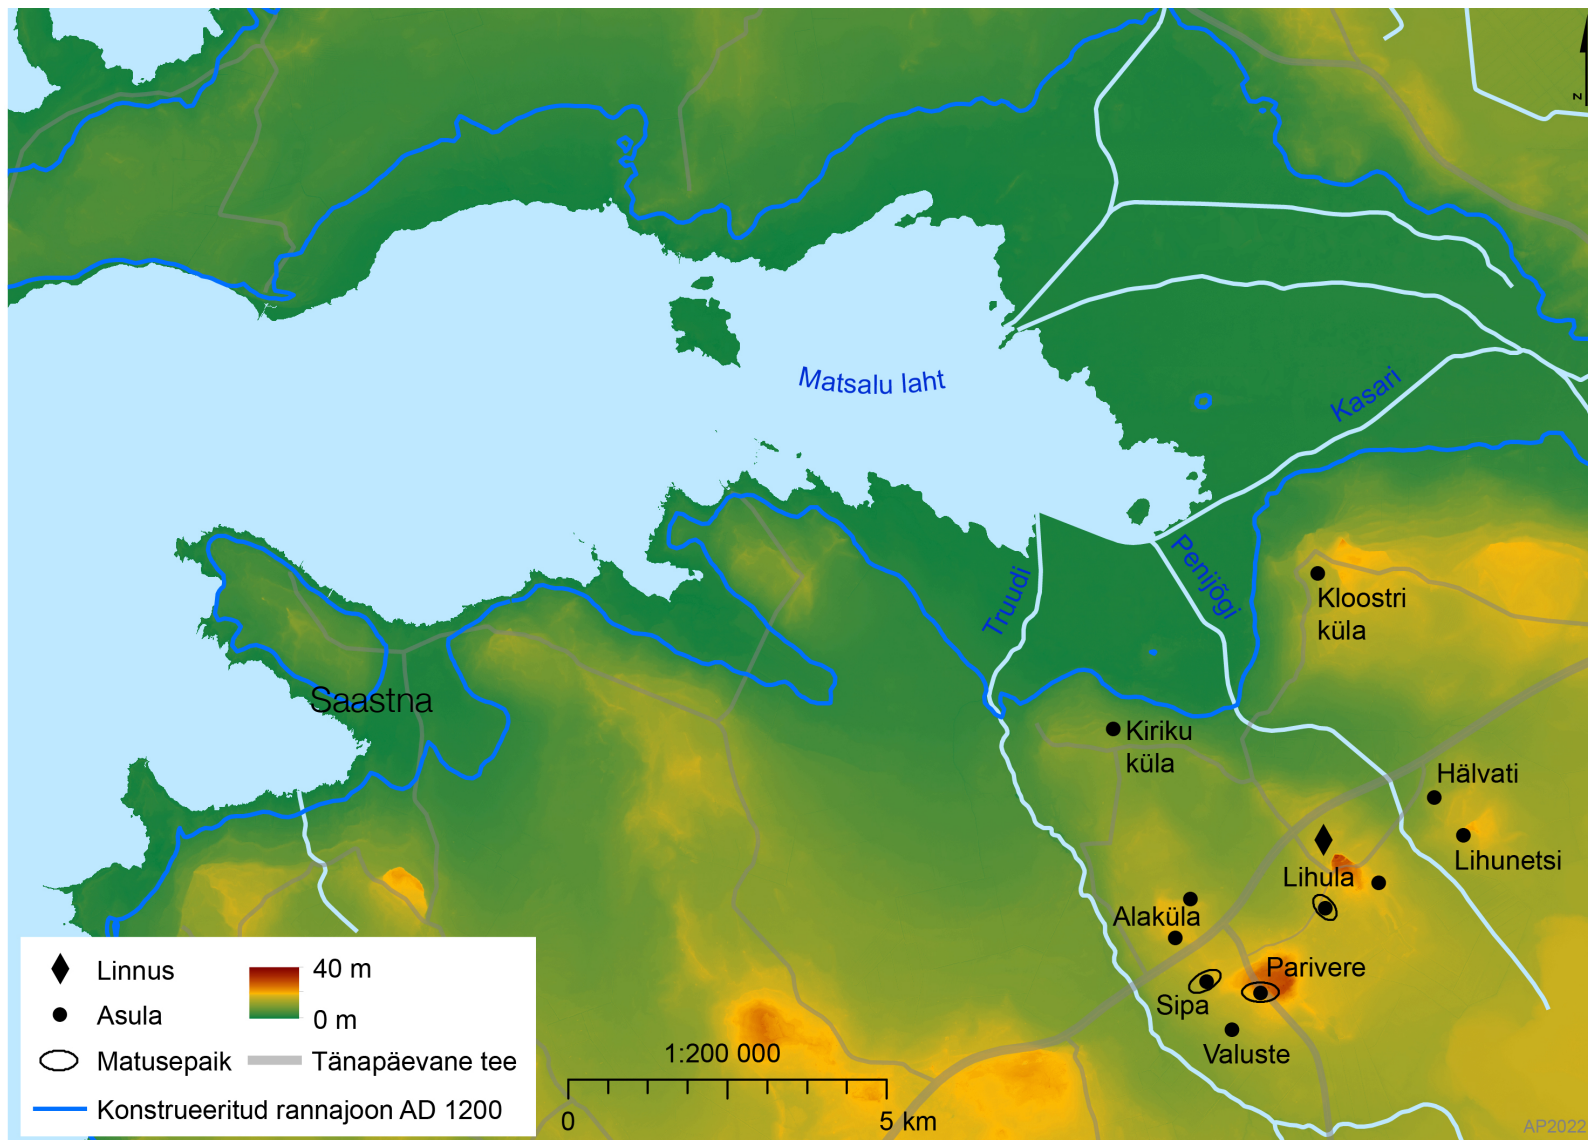 z
Matsalu laht
Kasari
Penijõgi
Truudi
Kloostri
küla
Saastna
Kiriku
küla
Hälvati
Lihunetsi
Lihula
Alaküla
Parivere
Sipa
Valuste
Linnus
40 m
Asula
0 m
Matusepaik
Tänapäevane tee
Konstrueeritud rannajoon AD 1200
1:200 000
0
5 km
AP2022